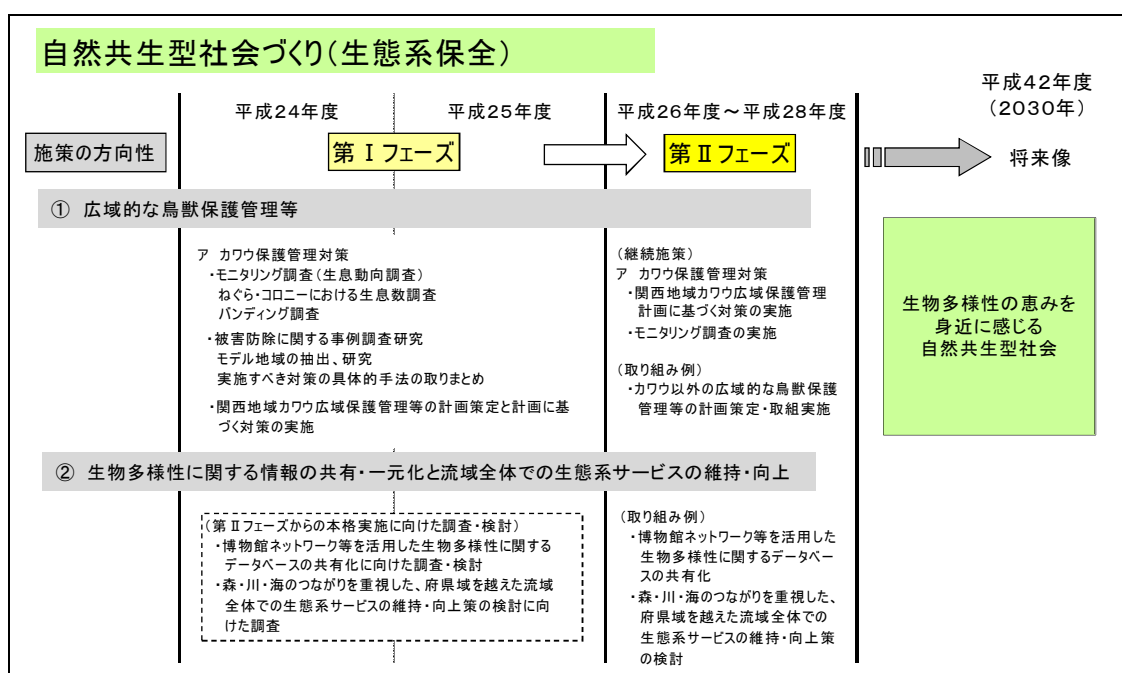 自然共生型社会づくり(生態系保全)
平成42年度
(2030年)
平成24年度
平成25年度
平成26年度～平成28年度
施策の方向性
第Ⅰフェーズ
第Ⅱフェーズ
将来像
① 広域的な鳥獣保護管理等
ア カワウ保護管理対策
・モニタリング調査(生息動向調査)
ねぐら・コロニーにおける生息数調査
バンディング調査
・被害防除に関する事例調査研究
モデル地域の抽出、研究
実施すべき対策の具体的手法の取りまとめ
・関西地域カワウ広域保護管理等の計画策定と計画に基
づく対策の実施
(継続施策)
ア カワウ保護管理対策
・関西地域カワウ広域保護管理
計画に基づく対策の実施
・モニタリング調査の実施
(取り組み例)
・カワウ以外の広域的な鳥獣保護
管理等の計画策定・取組実施
生物多様性の恵みを
身近に感じる
自然共生型社会
② 生物多様性に関する情報の共有・一元化と流域全体での生態系サービスの維持・向上
(第Ⅱフェーズからの本格実施に向けた調査・検討)
・博物館ネットワーク等を活用した生物多様性に関する
データベースの共有化に向けた調査・検討
・森・川・海のつながりを重視した、府県域を越えた流域
全体での生態系サービスの維持・向上策の検討に向
けた調査
(取り組み例)
・博物館ネットワーク等を活用した
生物多様性に関するデータベー
スの共有化
・森・川・海のつながりを重視した、
府県域を越えた流域全体での
生態系サービスの維持・向上策
の検討